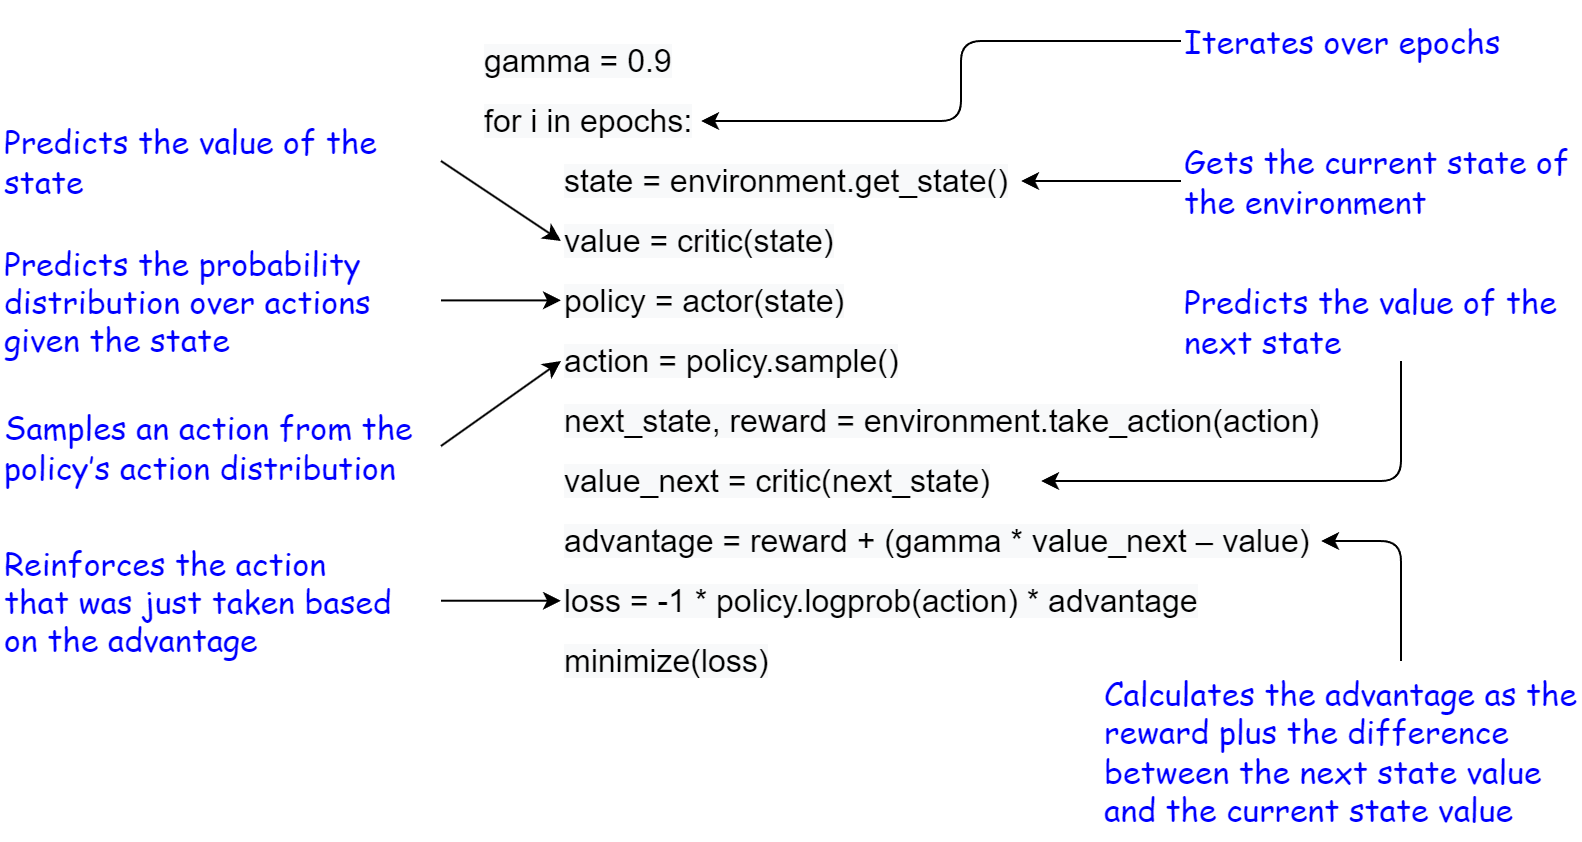 gamma = 0.9
Iterates over epochs
for i in epochs:
Predicts the value of the
state
Gets the current state of
the environment
state = environment.get_state()
value = critic(state)
Predicts the probability
distribution over actions
given the state
policy = actor(state)
Predicts the value of the
next state
action = policy.sample()
Samples an action from the
policy's action distribution
next_state, reward = environment.take_action(action)
value_next = critic(next_state)
advantage = reward + (gamma * value_next – value)
Reinforces the action
that was just taken based
on the advantage
loss = -1 * policy.logprob(action) * advantage
minimize(loss)
Calculates the advantage as the
reward plus the difference
between the next state value
and the current state value